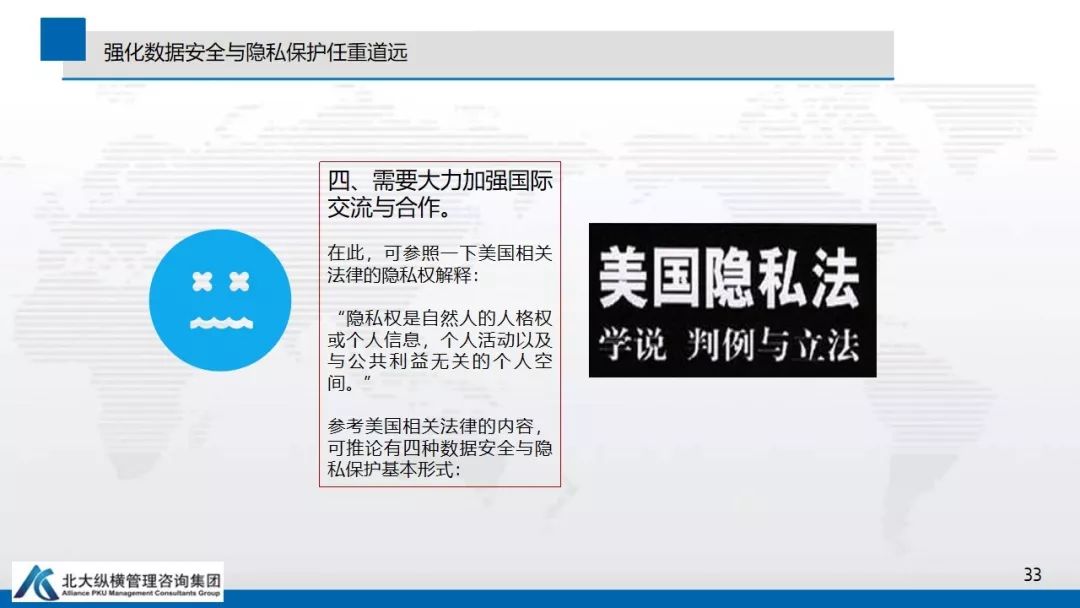 强化数据安全与隐私保护任重道远
四、需要大力加强国际
交流与合作。
在此，可参照一下美国相关
法律的隐私权解释：
“隐私权是自然人的人格权
或个人信息，个人活动以及
与公共利益无关的个人空
间。”
参考美国相关法律的内容，
可推论有四种数据安全与隐
私保护基本形式：
美国隐私法
学说 判例与立法
北大纵横管理咨询集团
Alliance PKU Management Consultants Group
33